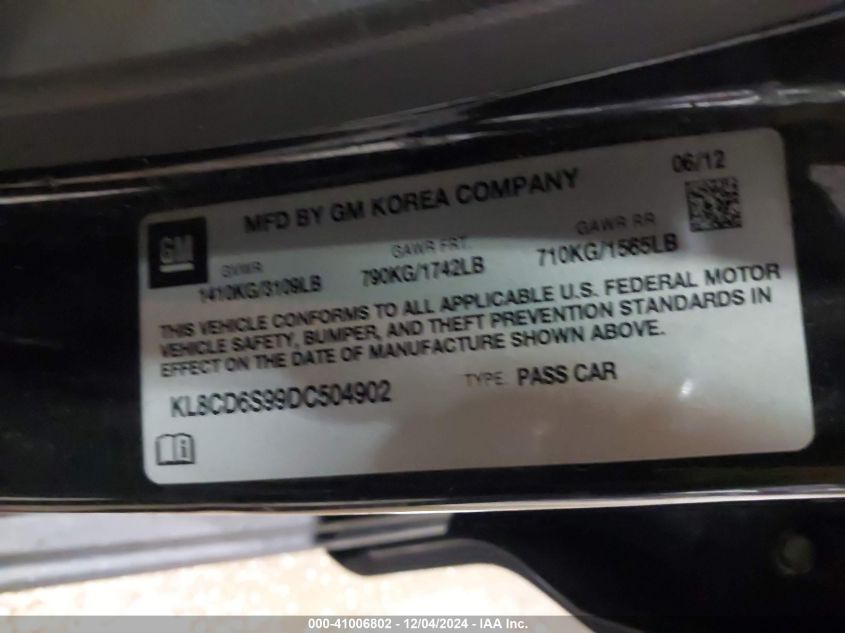 MFD BY GM KOREA COMPANY
06/12
GM
GVWR
GAWR FRT.
GAWR RR.
1410KG/3109LB
790KG/1742LB
710KG/1565LB
THIS VEHICLE CONFORMS TO ALL APPLICABLE U.S. FEDERAL MOTOR
VEHICLE SAFETY, BUMPER, AND THEFT PREVENTION STANDARDS IN
EFFECT ON THE DATE OF MANUFACTURE SHOWN ABOVE.
KL8CD6S99DC504902
TYPE: PASS CAR
000-41006802 - 12/04/2024 - IAA Inc.